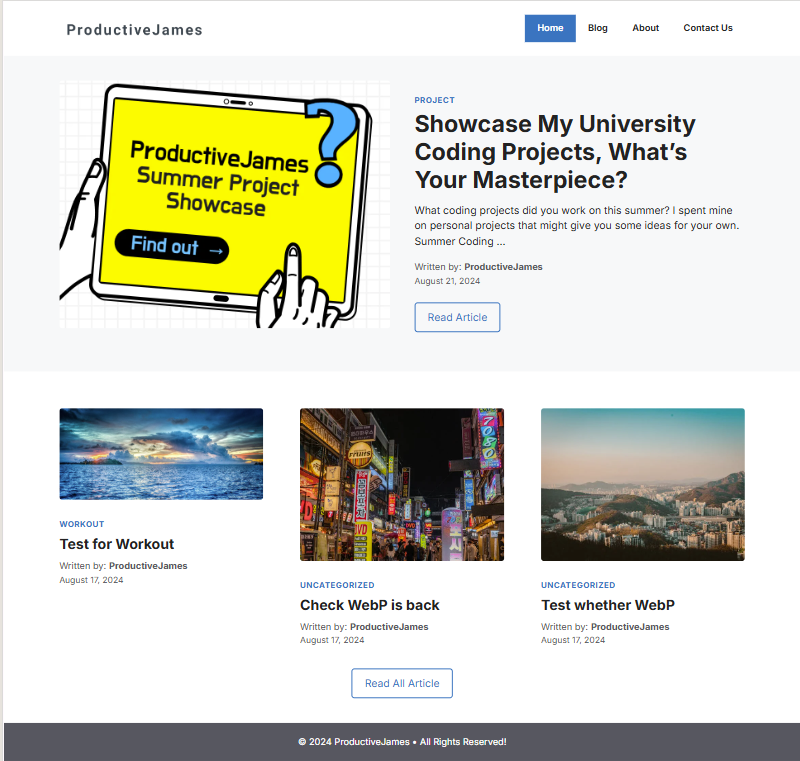 ProductiveJames
Home Blog About Contact Us
ProductiveJames
Summer Project
Showcase
?
Find out →
PROJECT
Showcase My University
Coding Projects, What's
Your Masterpiece?
What coding projects did you work on this summer? I spent mine
on personal projects that might give you some ideas for your own.
Summer Coding ...
Written by: ProductiveJames
August 21, 2024
Read Article
7080
Fruits
DVD
WORKOUT
Test for Workout
Written by: ProductiveJames
August 17, 2024
UNCATEGORIZED
Check WebP is back
Written by: ProductiveJames
August 17, 2024
UNCATEGORIZED
Test whether WebP
Written by: ProductiveJames
August 17, 2024
Read All Article
© 2024 ProductiveJames • All Rights Reserved!